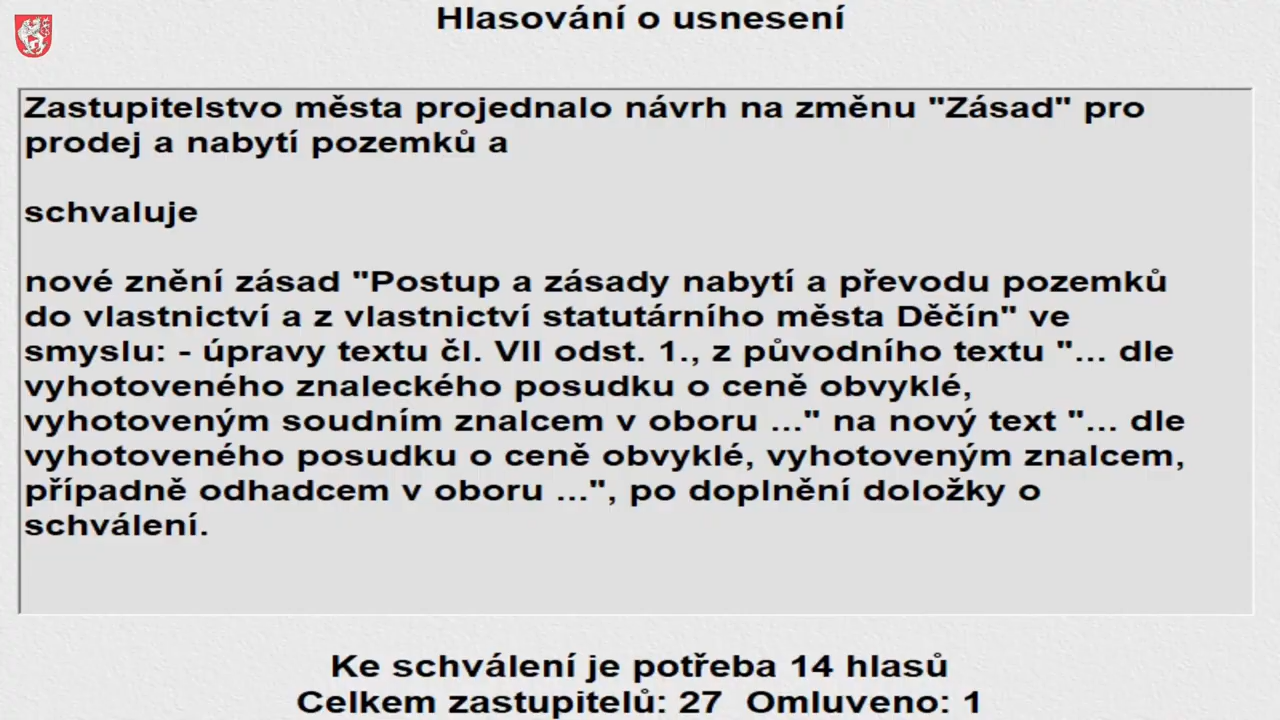 Hlasování o usnesení
Zastupitelstvo města projednalo návrh na změnu "Zásad" pro
prodej a nabytí pozemků a
schvaluje
nové znění zásad "Postup a zásady nabytí a převodu pozemků
do vlastnictví a z vlastnictví statutárního města Děčín" ve
smyslu: - úpravy textu čl. VII odst. 1., z původního textu "... dle
vyhotoveného znaleckého posudku o ceně obvyklé,
vyhotoveným soudním znalcem v oboru ..." na nový text "... dle
vyhotoveného posudku o ceně obvyklé, vyhotoveným znalcem,
případně odhadcem v oboru ...", po doplnění doložky o
schválení.
Ke schválení je potřeba 14 hlasů
Celkem zastupitelů: 27 Omluveno: 1